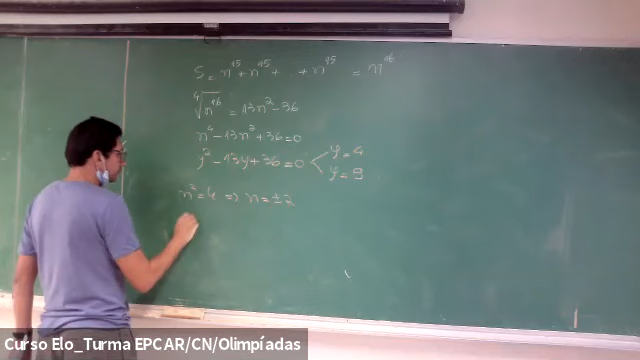 S = n¹⁵ + n¹⁵ + ... + n¹⁵ = n¹⁶
⁴√n¹⁶ = 13n² - 36
n⁴ - 13n² + 36 = 0
y² - 13y + 36 = 0 < y = 4
y = 9
n² = 4 ⇒ n = ±2
Curso Elo_Turma EPCAR/CN/Olimpíadas